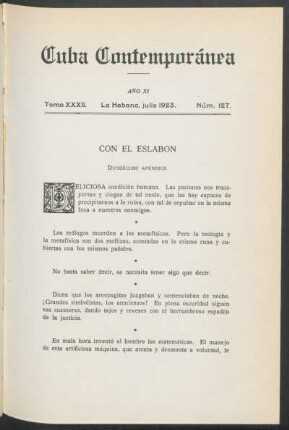 Cuba Contemporánea
AÑO XI
Tomo XXXII. La Habana, julio 1923. Núm. 127.
CON EL ESLABON
DUODÉCIMO APÉNDICE
DELICIOSA condición humana. Las pasiones nos trans-
portan y ciegan de tal modo, que las hay capaces de
precipitarnos a la ruina, con tal de sepultar en la misma
fosa a nuestros enemigos.
*
Los teólogos muerden a los metafísicos. Pero la teología y
la metafísica son dos mellizas, acostadas en la misma cuna y cu-
biertas con los mismos pañales.
*
No basta saber decir, se necesita tener algo que decir.
*
Dicen que los areopagitas juzgaban y sentenciaban de noche.
¡Grandes simbolistas, los atenienses! En plena oscuridad siguen
sus sucesores, dando tajos y reveses con el herrumbroso espadón
de la justicia.
*
En mala hora inventó el hombre las matemáticas. El manejo
de esta artificiosa máquina, que monta y desmonta a voluntad, le